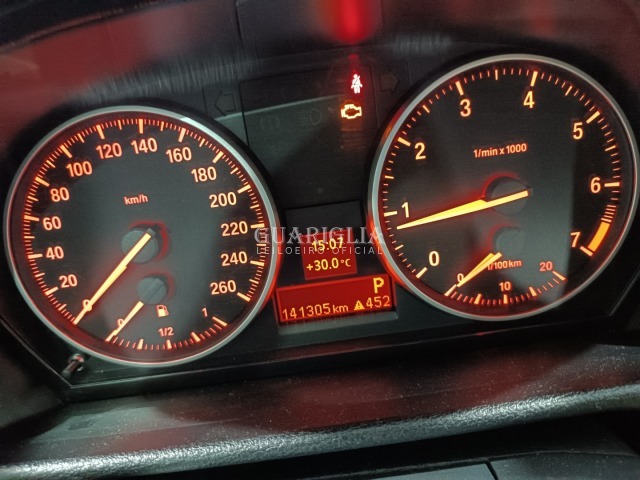 0 20 40 60 80 100 120 140 160 180 200 220 240 260
km/h
0 1/2 1
0 1 2 3 4 5 6 7
1/min x 1000
0 10 20
l/100 km
GUARIGLIA
LEILOEIRO OFICIAL
15:07
+30.0°C
P
141305 km 452